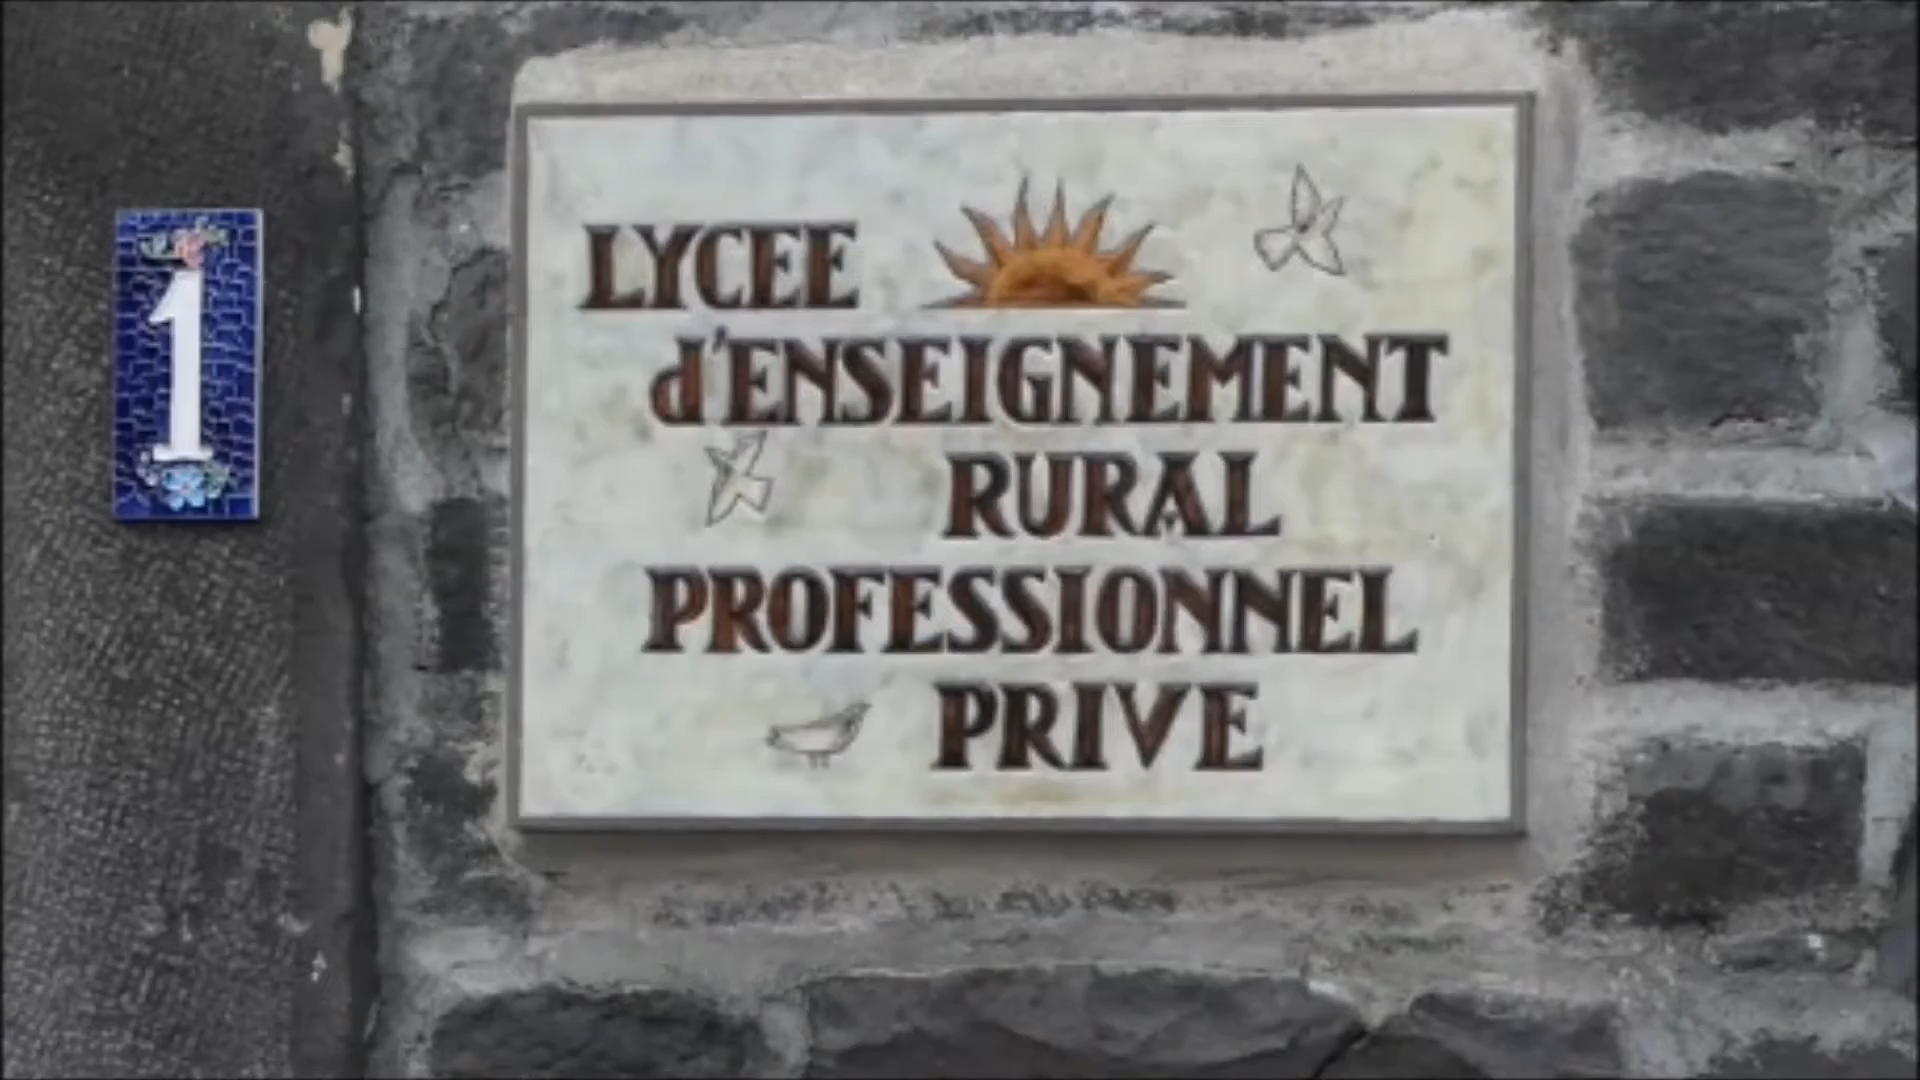 1
LYCEE
d'ENSEIGNEMENT
RURAL
PROFESSIONNEL
PRIVE